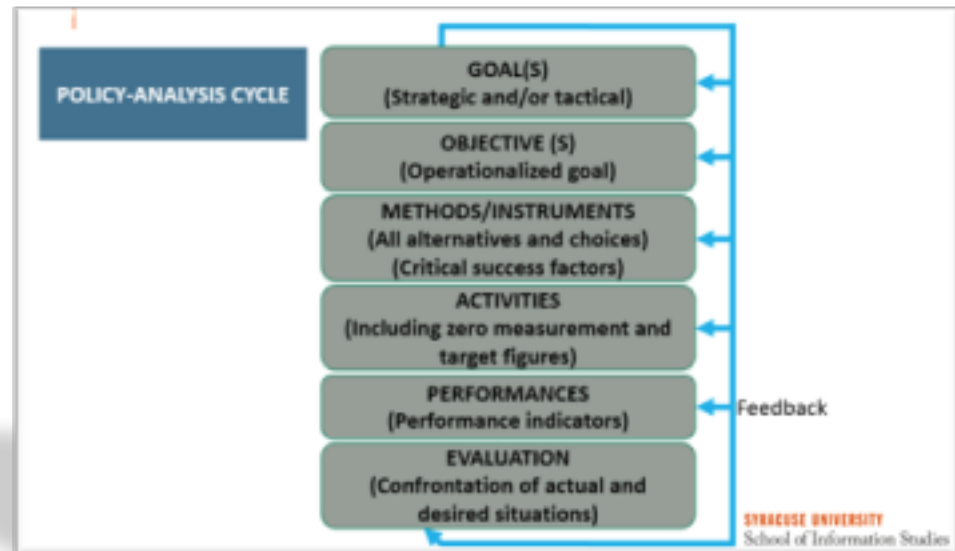 POLICY-ANALYSIS CYCLE
GOAL(S)
(Strategic and/or tactical)
OBJECTIVE (S)
(Operationalized goal)
METHODS/INSTRUMENTS
(All alternatives and choices)
(Critical success factors)
ACTIVITIES
(Including zero measurement and
target figures)
PERFORMANCES
(Performance indicators)
Feedback
EVALUATION
(Confrontation of actual and
desired situations)
SYRACUSE UNIVERSITY
School of Information Studies